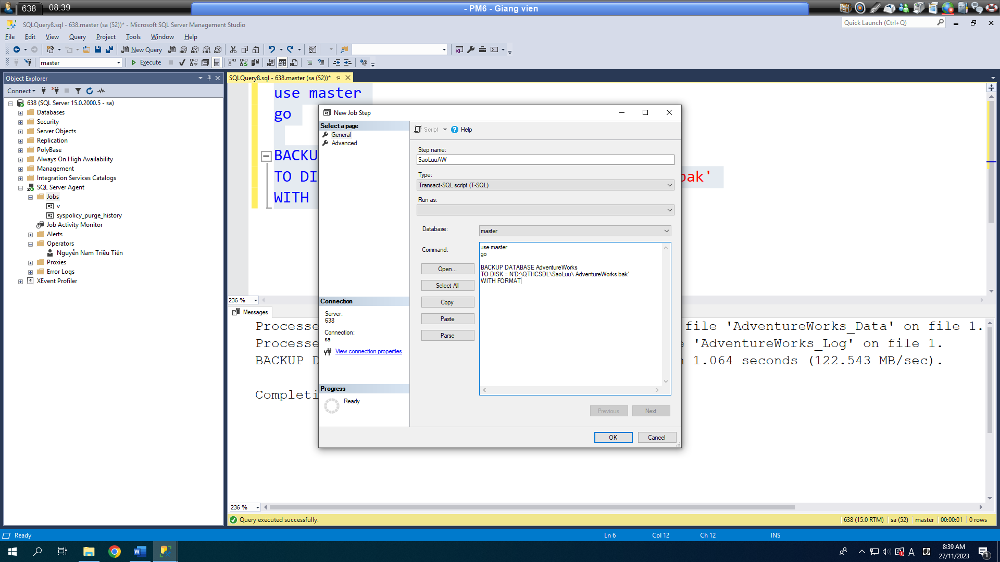 638
08:39
- PM6 - Giang vien
SQLQuery8.sql - 638.master (sa (52))* - Microsoft SQL Server Management Studio
Quick Launch (Ctrl+Q)
File Edit View Query Project Tools Window Help
New Query
MDX
DMX
XMLA
DAX
master
Execute
Object Explorer
Connect
638 (SQL Server 15.0.2000.5 - sa)
Databases
Security
Server Objects
Replication
PolyBase
Always On High Availability
Management
Integration Services Catalogs
SQL Server Agent
Jobs
v
syspolicy_purge_history
Job Activity Monitor
Alerts
Operators
Nguyễn Nam Triều Tiên
Proxies
Error Logs
XEvent Profiler
SQLQuery8.sql - 638.master (sa (52))*
use master
go
BACKU
TO DI
bak'
WITH
236 %
Messages
Processe
file 'AdventureWorks_Data' on file 1.
Processe
'AdventureWorks_Log' on file 1.
BACKUP D
1.064 seconds (122.543 MB/sec).
Completi
236 %
Query executed successfully.
638 (15.0 RTM)
sa (52)
master
00:00:01
0 rows
New Job Step
Select a page
General
Advanced
Script
Help
Step name:
SaoLuuAW
Type:
Transact-SQL script (T-SQL)
Run as:
Database:
master
Command:
use master
go
BACKUP DATABASE AdventureWorks
TO DISK = N'D:\QTHCSDL\SaoLuu\ AdventureWorks.bak'
WITH FORMAT
Open...
Select All
Copy
Paste
Parse
Connection
Server:
638
Connection:
sa
View connection properties
Progress
Ready
Previous
Next
OK
Cancel
Ready
Ln 6
Col 12
Ch 12
INS
A
8:39 AM
27/11/2023
1